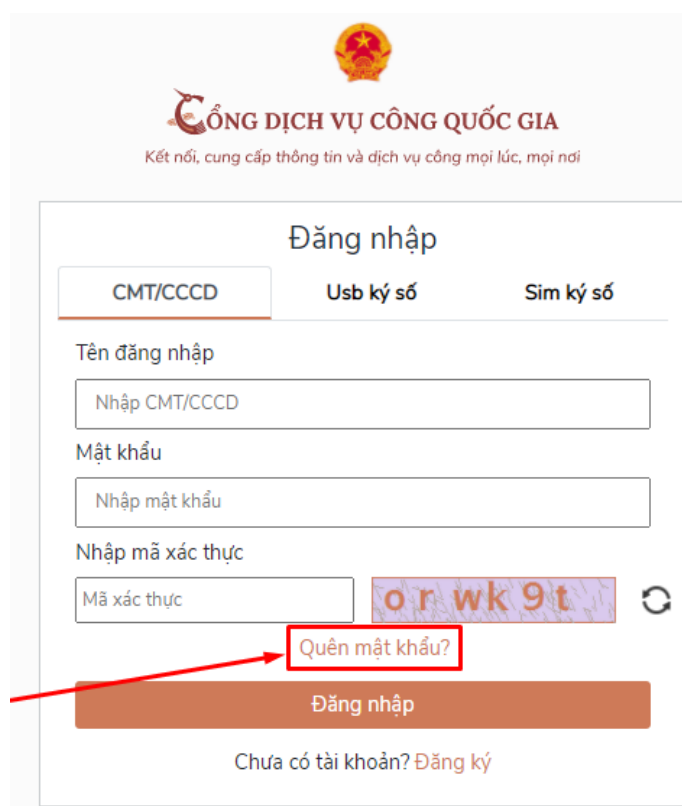 CỔNG DỊCH VỤ CÔNG QUỐC GIA
Kết nối, cung cấp thông tin và dịch vụ công mọi lúc, mọi nơi
Đăng nhập
CMT/CCCD Usb ký số Sim ký số
Tên đăng nhập
Nhập CMT/CCCD
Mật khẩu
Nhập mật khẩu
Nhập mã xác thực
Mã xác thực orwk9t
Quên mật khẩu?
Đăng nhập
Chưa có tài khoản? Đăng ký